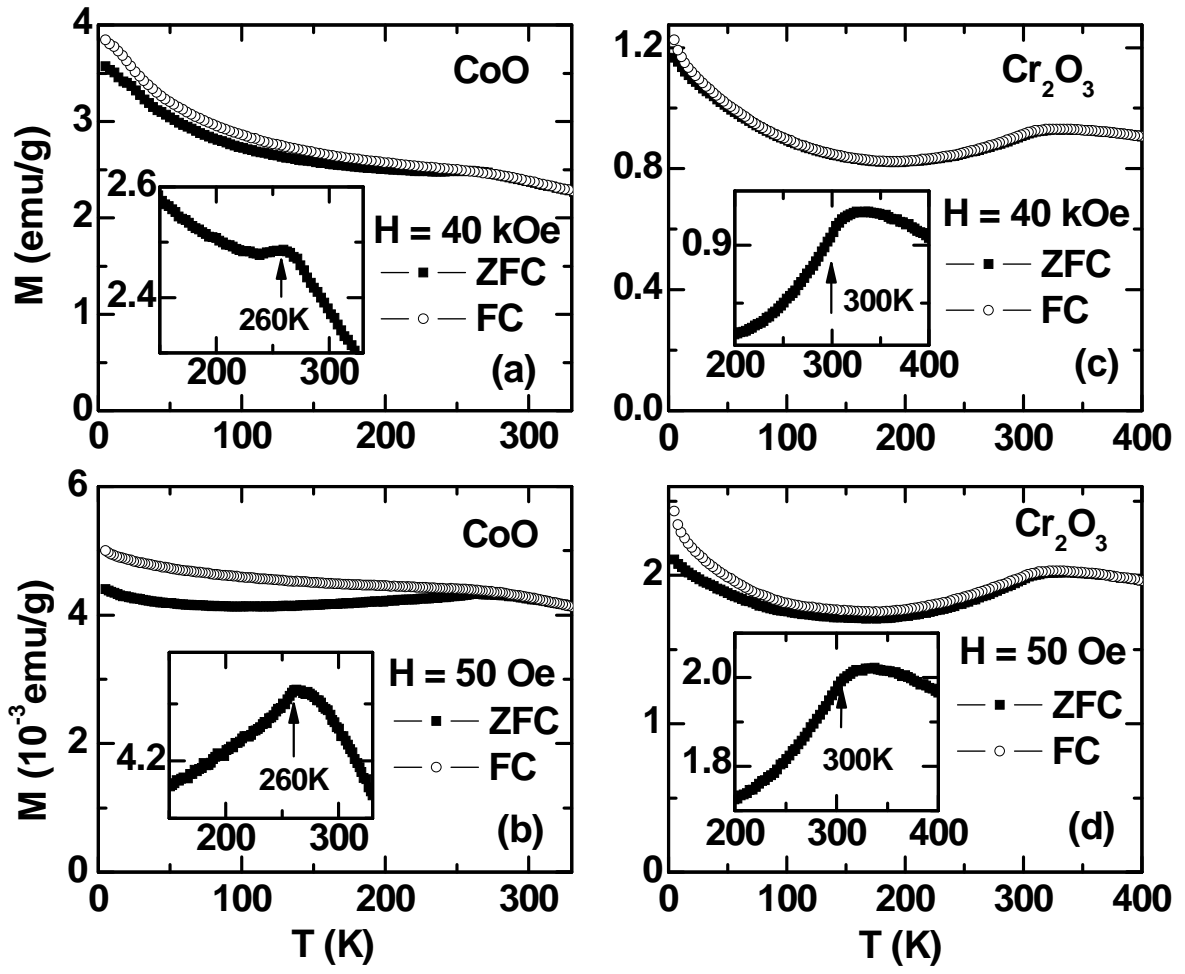 M (emu/g)
4
3
2
1
0
CoO
2.6
2.4
260K
200 300
H = 40 kOe
ZFC
FC
(a)
0 100 200 300
1.2
0.8
0.4
0.0
Cr₂O₃
0.9
300K
200 300 400
H = 40 kOe
ZFC
FC
(c)
0 100 200 300 400
M (10⁻³emu/g)
6
5
4
3
2
1
0
CoO
4.2
260K
200 300
H = 50 Oe
ZFC
FC
(b)
0 100 200 300
T (K)
2
1
0
Cr₂O₃
2.0
1.8
300K
200 300 400
H = 50 Oe
ZFC
FC
(d)
0 100 200 300 400
T (K)